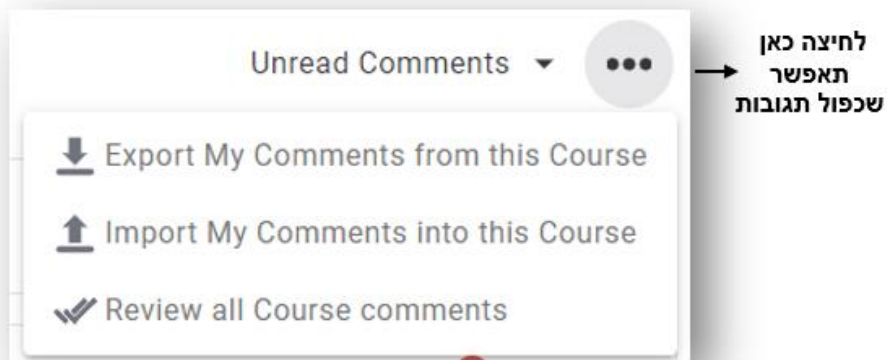 Unread Comments
Export My Comments from this Course
Import My Comments into this Course
Review all Course comments
לחיצה כאן
תאפשר
שכפול תגובות